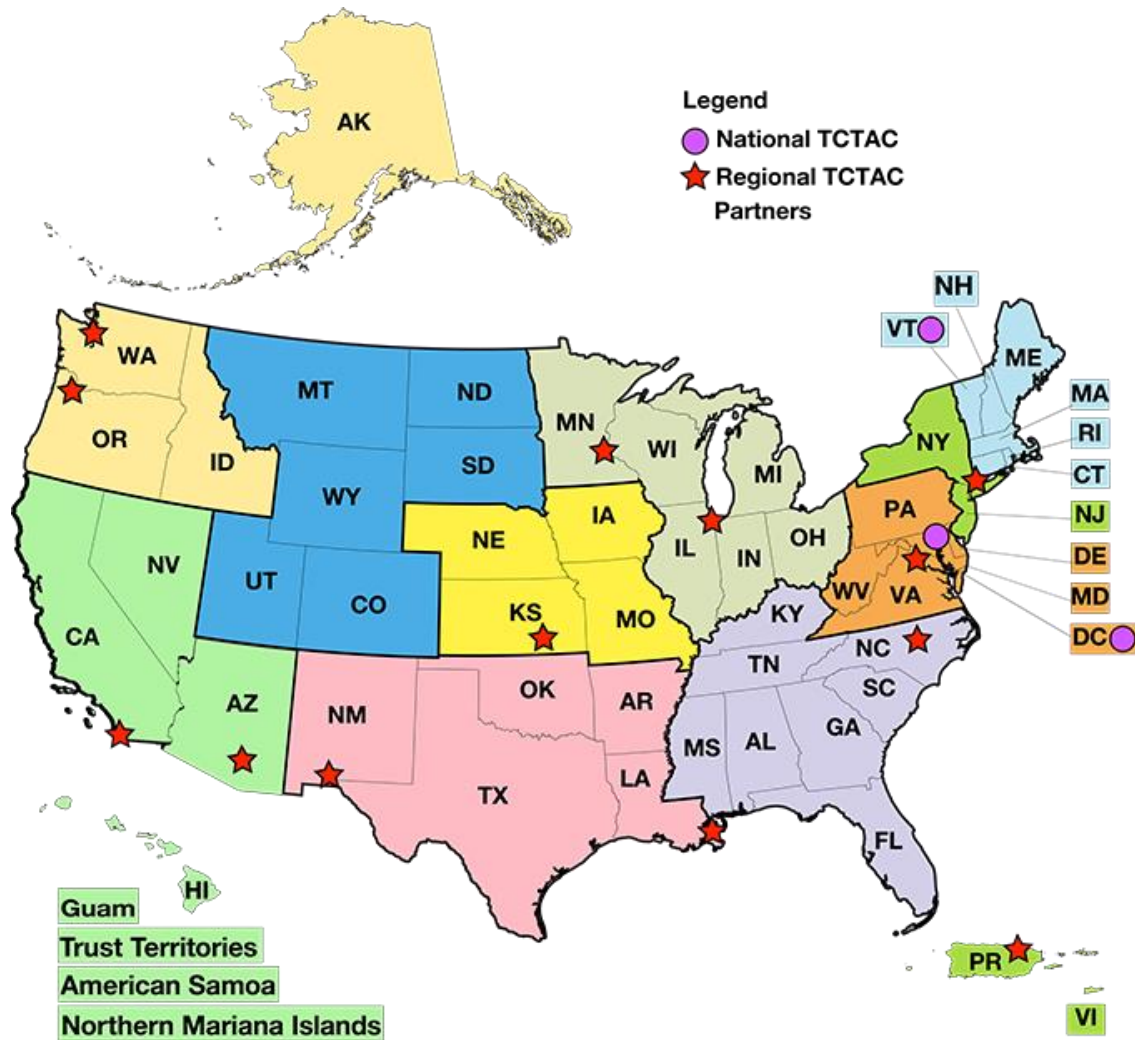 AK
Legend
National TCTAC
Regional TCTAC
Partners
NH
VT
ME
WA
MT
ND
MN
MA
OR
ID
SD
WI
MI
NY
RI
CT
WY
NE
IA
PA
NJ
NV
UT
CO
IL
IN
OH
DE
CA
KS
MO
WV
VA
MD
KY
DC
AZ
NM
OK
AR
TN
NC
SC
TX
LA
MS
AL
GA
FL
HI
Guam
Trust Territories
American Samoa
Northern Mariana Islands
PR
VI